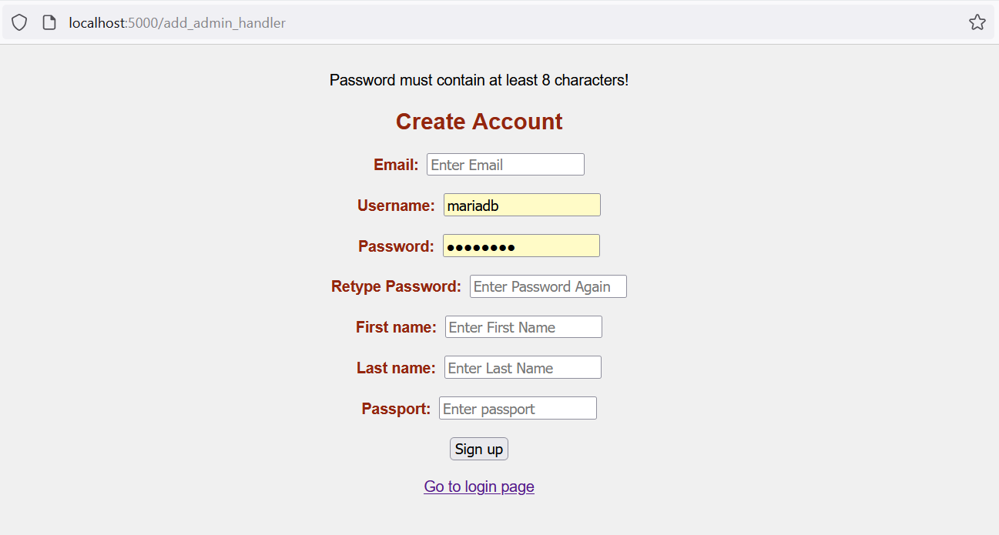 localhost:5000/add_admin_handler
Password must contain at least 8 characters!
Create Account
Email: Enter Email
Username: mariadb
Password: ●●●●●●●●
Retype Password: Enter Password Again
First name: Enter First Name
Last name: Enter Last Name
Passport: Enter passport
Sign up
Go to login page